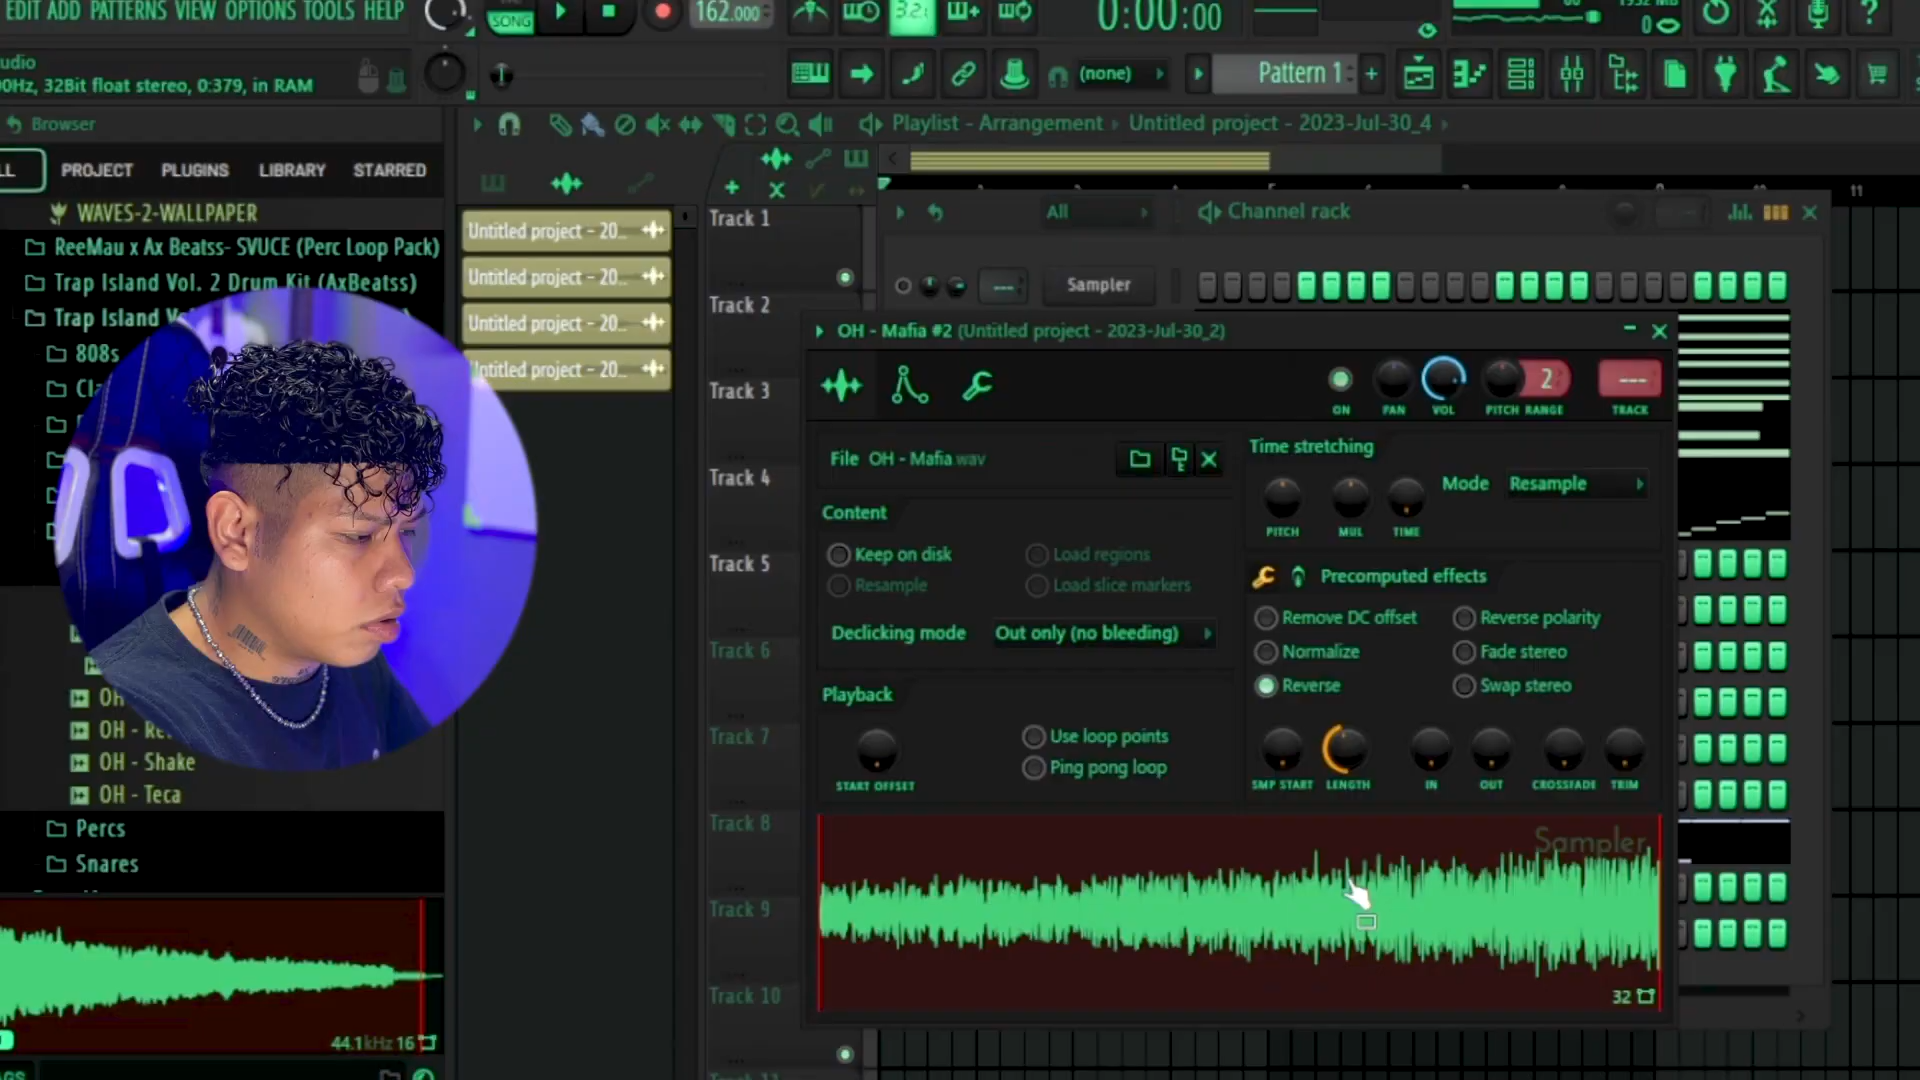 EDIT ADD PATTERNS VIEW OPTIONS TOOLS HELP
SONG
162.000
3.2:
0:00:00
00Hz, 32Bit float stereo, 0:379, in RAM
(none)
Pattern 1
Browser
Playlist - Arrangement
Untitled project - 2023-Jul-30_4
PROJECT
PLUGINS
LIBRARY
STARRED
WAVES-2-WALLPAPER
ReeMau x Ax Beatss- SVUCE (Perc Loop Pack)
Trap Island Vol. 2 Drum Kit (AxBeatss)
Trap Island
808s
OH - Shake
OH - Teca
Percs
Snares
44.1kHz 16
Untitled project - 20...
Untitled project - 20...
Untitled project - 20...
Untitled project - 20...
Track 1
Track 2
Track 3
Track 4
Track 5
Track 6
Track 7
Track 8
Track 9
Track 10
11
All
Channel rack
Sampler
OH - Mafia #2 (Untitled project - 2023-Jul-30_2)
ON
PAN
VOL
PITCH
RANGE
2
TRACK
---
File OH - Mafia.wav
Content
Keep on disk
Load regions
Resample
Load slice markers
Declicking mode
Out only (no bleeding)
Playback
START OFFSET
Use loop points
Ping pong loop
Time stretching
PITCH
MUL
TIME
Mode
Resample
Precomputed effects
Remove DC offset
Reverse polarity
Normalize
Fade stereo
Reverse
Swap stereo
SMP START
LENGTH
IN
OUT
CROSSFADE
TRIM
Sampler
32